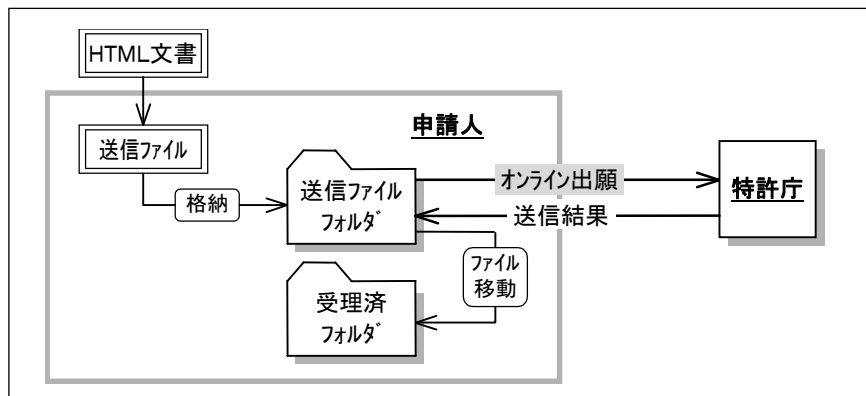 HTML文書
申請人
送信ファイル
送信ファイル
フォルダ
格納
オンライン出願
特許庁
送信結果
ファイル
移動
受理済
フォルダ